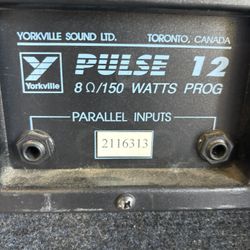 YORKVILLE SOUND LTD. TORONTO, CANADA
Yorkville PULSE 12
8 Ω/150 WATTS PROG
PARALLEL INPUTS
2116313